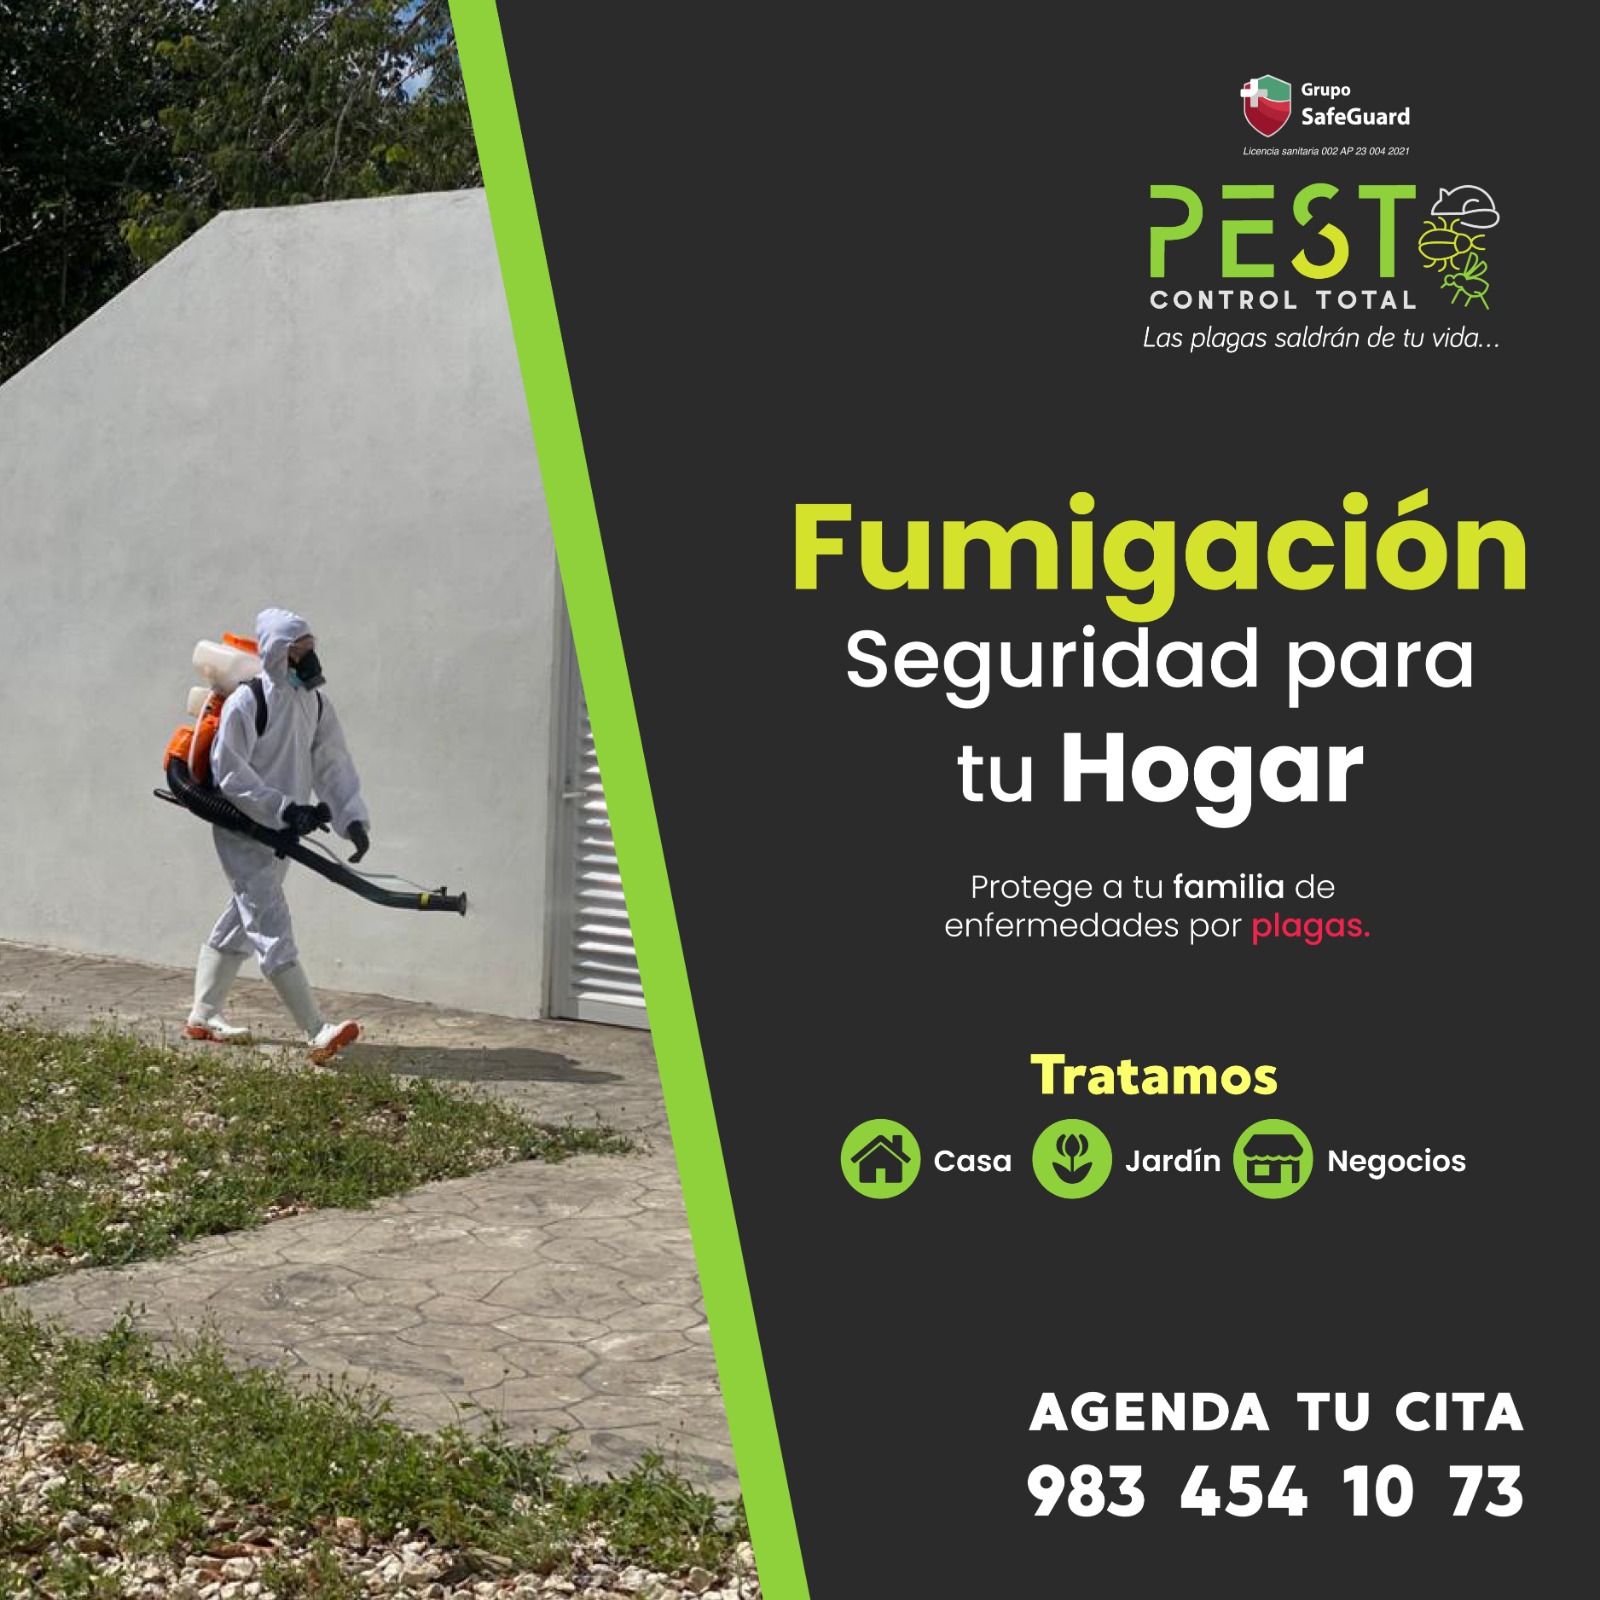 Grupo
SafeGuard
Licencia sanitaria 002 AP 23 004 2021
PEST
CONTROL TOTAL
Las plagas saldrán de tu vida...
Fumigación
Seguridad para
tu Hogar
Protege a tu familia de
enfermedades por plagas.
Tratamos
Casa Jardín Negocios
AGENDA TU CITA
983 454 10 73